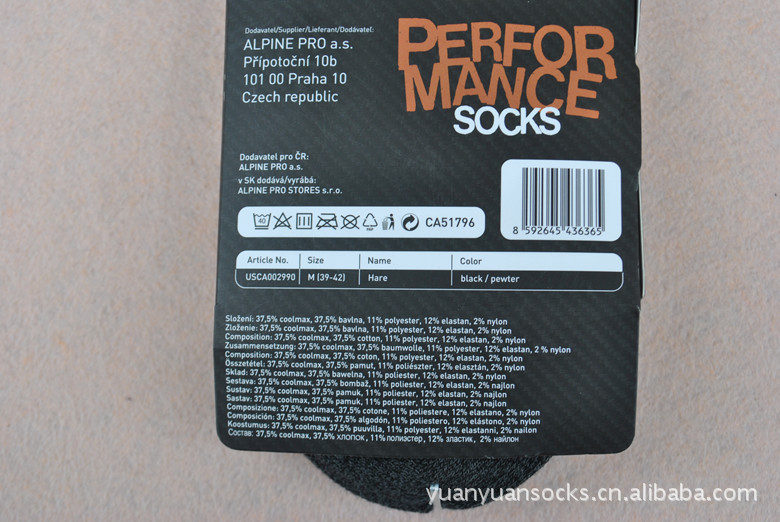 Dodavatel/Supplier/Lieferant/Dodávateľ:
ALPINE PRO a.s.
Přípotoční 10b
101 00 Praha 10
Czech republic
PERFOR
MANCE
SOCKS
Dodavatel pro ČR:
ALPINE PRO a.s.
v SK dodává/vyrábá:
ALPINE PRO STORES s.r.o.
40 PAP CA51796
8 592645 436365
Article No. Size Name Color
USCA002990 M (39-42) Hare black / pewter
Složení: 37,5% coolmax, 37,5% bavlna, 11% polyester, 12% elastan, 2% nylon
Zloženie: 37,5% coolmax, 37,5% bavlna, 11% polyester, 12% elastan, 2% nylon
Composition: 37,5% coolmax, 37,5% cotton, 11% polyester, 12% elastan, 2% nylon
Zusammensetzung: 37,5% coolmax, 37,5% baumwolle, 11% polyester, 12% elastan, 2 % nylon
Composition: 37,5% coolmax, 37,5% coton, 11% polyester, 12% elastan, 2% nylon
Összetétel: 37,5% coolmax, 37,5% pamut, 11% poliészter, 12% elasztán, 2% nylon
Skład: 37,5% coolmax, 37,5% bawelna, 11% poliester, 12% elastan, 2% nylon
Sestava: 37,5% coolmax, 37,5% bombaž, 11% poliester, 12% elastan, 2% najlon
Sustav: 37,5% coolmax, 37,5% pamuk, 11% poliester, 12% elastan, 2% najlon
Sastav: 37,5% coolmax, 37,5% pamuk, 11% poliester, 12% elastan, 2% najlon
Composizione: 37,5% coolmax, 37,5% cotone, 11% poliestere, 12% elastano, 2% nylon
Composición: 37,5% coolmax, 37,5% algodón, 11% poliestero, 12% elástono, 2% nylon
Koostumus: 37,5% coolmax, 37,5% puuvilla, 11% polyester, 12% elastanni, 2% nailon
Состав: 37,5% coolmax, 37,5% хлопок, 11% полиэстер, 12% эластик, 2% найлон
yuanyuansocks.cn.alibaba.com